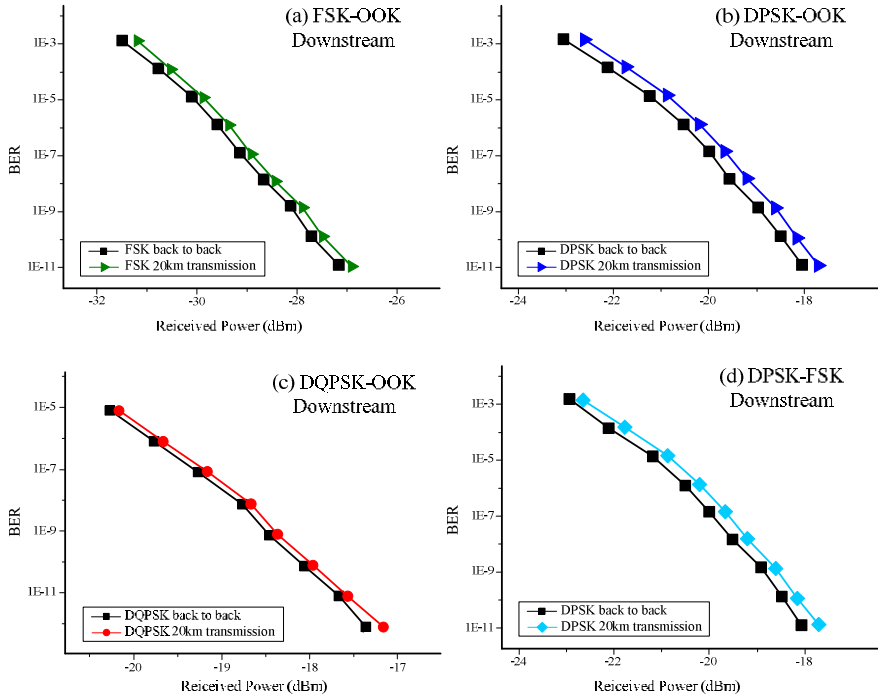 (a) FSK-OOK
Downstream
BER
1E-3
1E-5
1E-7
1E-9
1E-11
FSK back to back
FSK 20km transmission
-32
-30
-28
-26
Reiceived Power (dBm)
(b) DPSK-OOK
Downstream
BER
1E-3
1E-5
1E-7
1E-9
1E-11
DPSK back to back
DPSK 20km transmission
-24
-22
-20
-18
Reiceived Power (dBm)
(c) DQPSK-OOK
Downstream
BER
1E-5
1E-7
1E-9
1E-11
DQPSK back to back
DQPSK 20km transmission
-20
-19
-18
-17
Reiceived Power (dBm)
(d) DPSK-FSK
Downstream
BER
1E-3
1E-5
1E-7
1E-9
1E-11
DPSK back to back
DPSK 20km transmission
-24
-22
-20
-18
Reiceived Power (dBm)